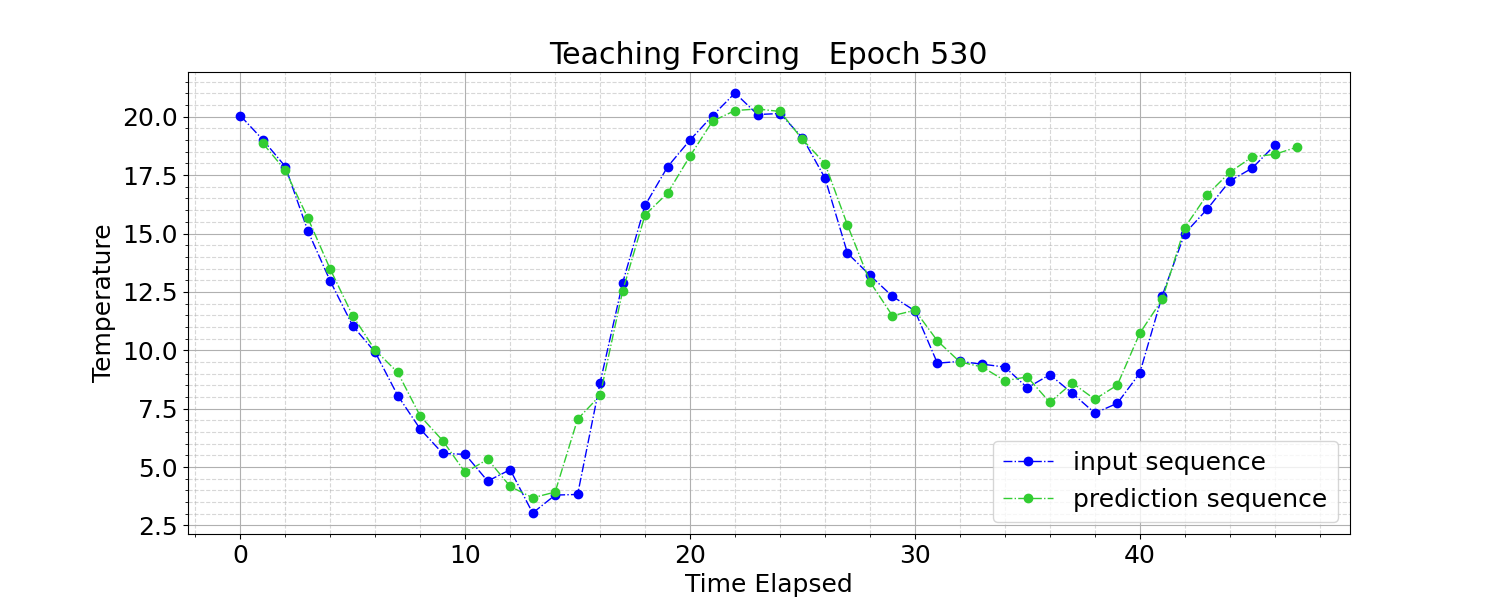 Teaching Forcing   Epoch 530
20.0
17.5
15.0
12.5
10.0
7.5
5.0
2.5
Temperature
input sequence
prediction sequence
0 10 20 30 40
Time Elapsed